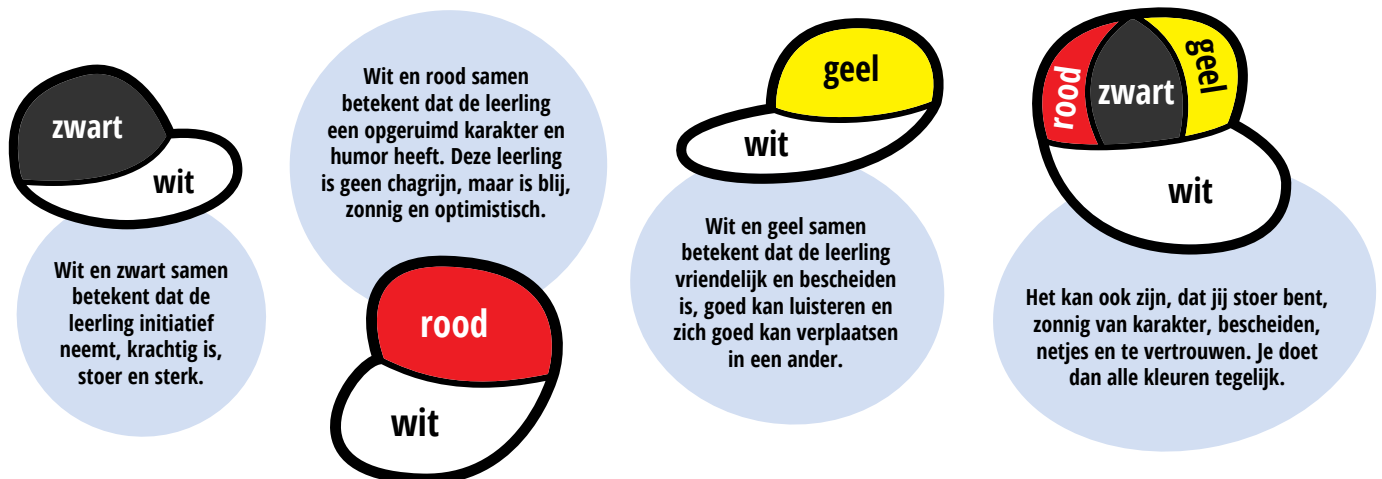 zwart
wit
Wit en zwart samen
betekent dat de
leerling initiatief
neemt, krachtig is,
stoer en sterk.
Wit en rood samen
betekent dat de leerling
een opgeruimd karakter en
humor heeft. Deze leerling
is geen chagrijn, maar is blij,
zonnig en optimistisch.
rood
wit
geel
wit
Wit en geel samen
betekent dat de leerling
vriendelijk en bescheiden
is, goed kan luisteren en
zich goed kan verplaatsen
in een ander.
rood
zwart
geel
wit
Het kan ook zijn, dat jij stoer bent,
zonnig van karakter, bescheiden,
netjes en te vertrouwen. Je doet
dan alle kleuren tegelijk.